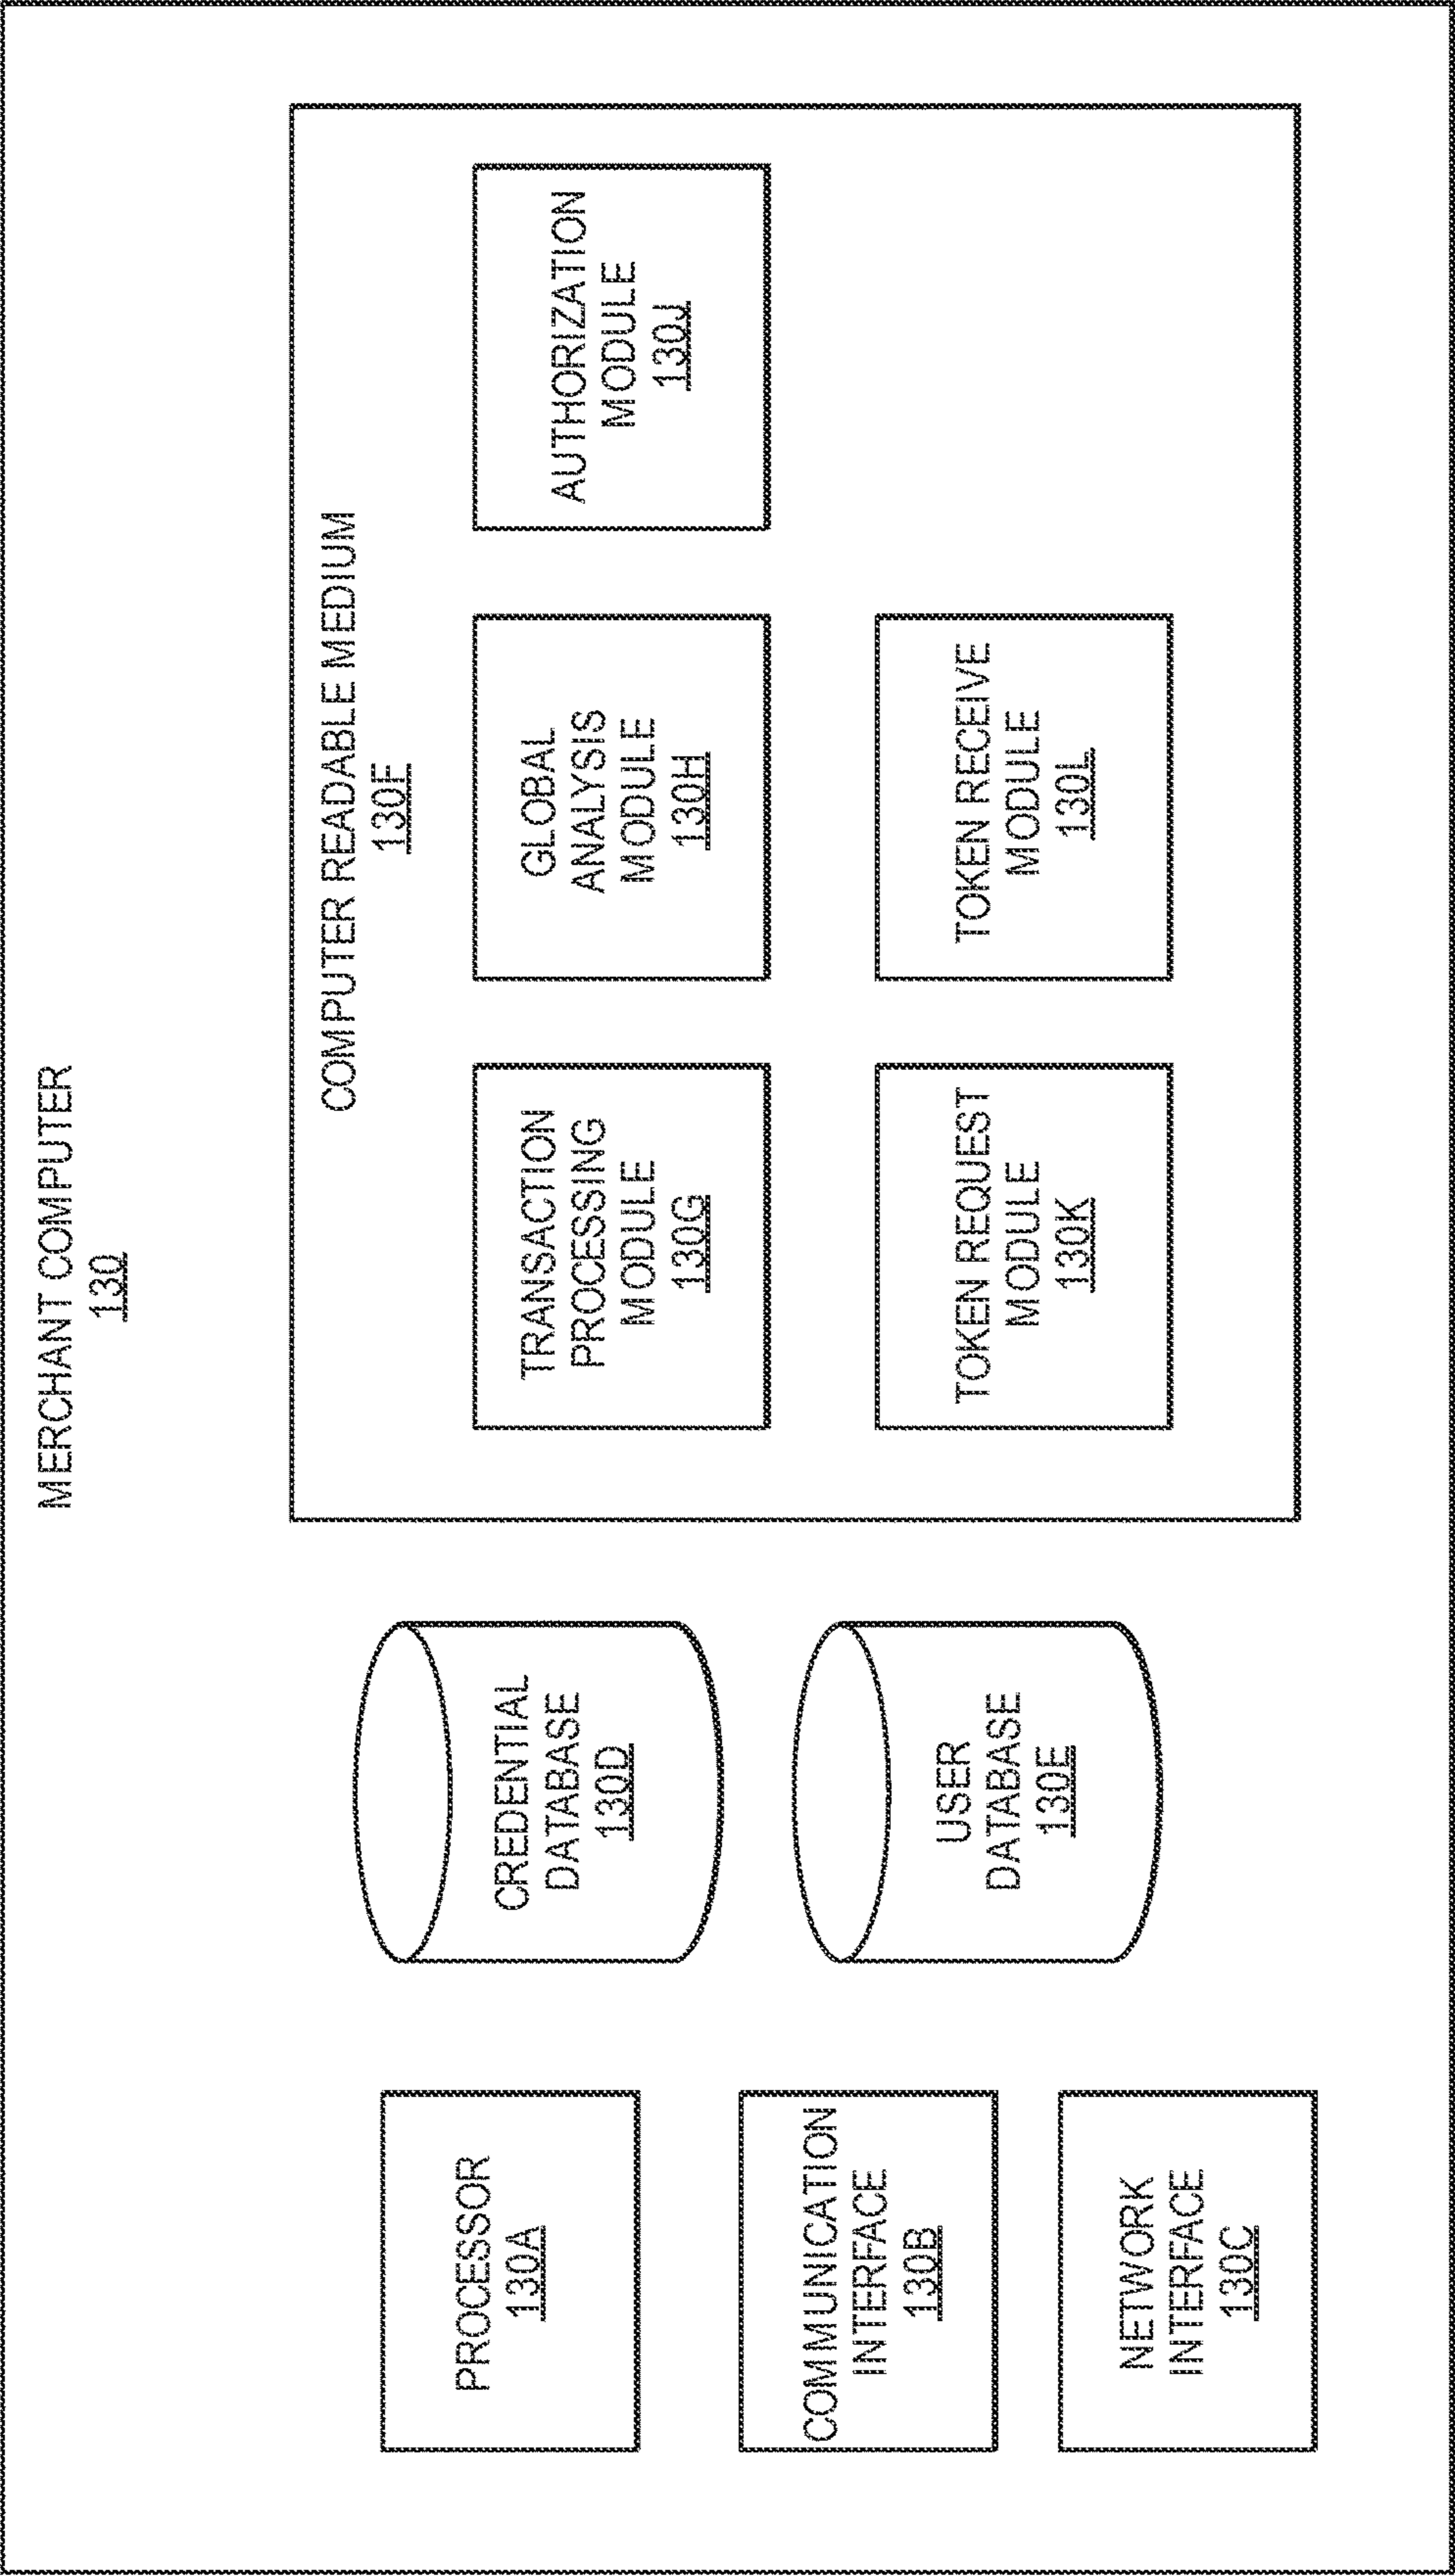 MERCHANT COMPUTER
130
PROCESSOR
130A
COMMUNICATION
INTERFACE
130B
NETWORK
INTERFACE
130C
CREDENTIAL
DATABASE
130D
USER
DATABASE
130E
COMPUTER READABLE MEDIUM
130F
TRANSACTION
PROCESSING
MODULE
130G
GLOBAL
ANALYSIS
MODULE
130H
AUTHORIZATION
MODULE
130J
TOKEN REQUEST
MODULE
130K
TOKEN RECEIVE
MODULE
130L